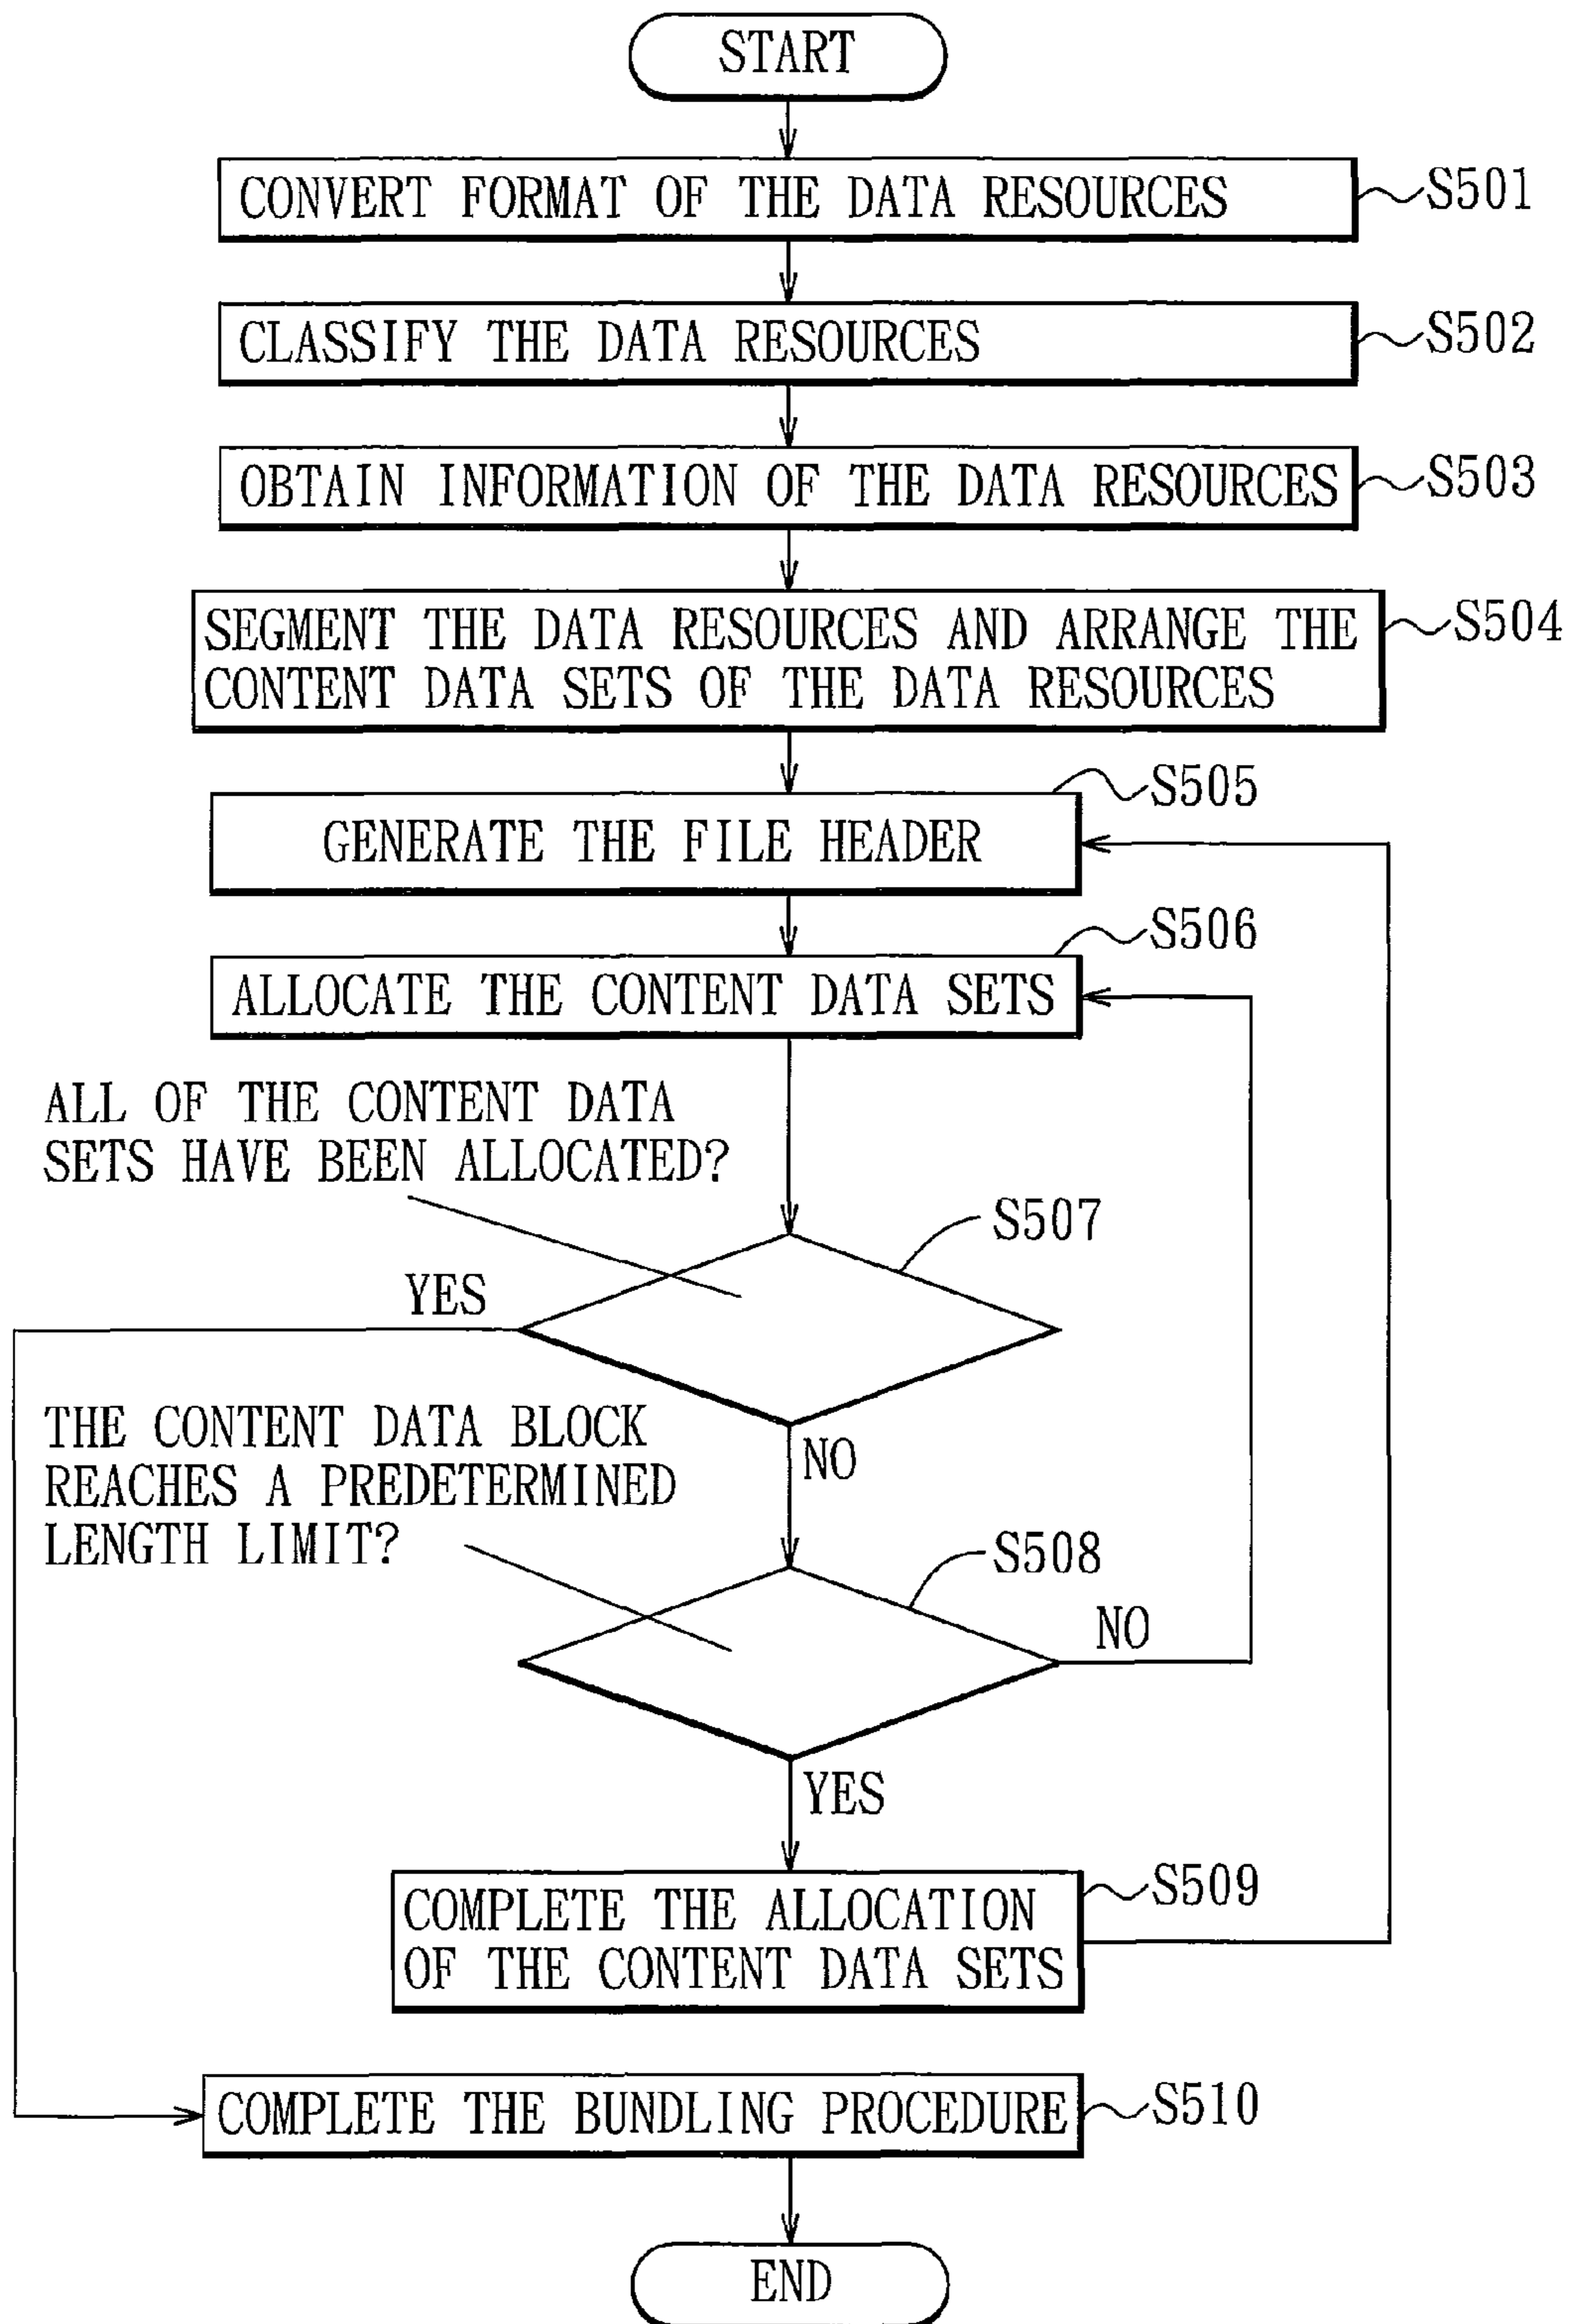 START
CONVERT FORMAT OF THE DATA RESOURCES
S501
CLASSIFY THE DATA RESOURCES
S502
OBTAIN INFORMATION OF THE DATA RESOURCES
S503
SEGMENT THE DATA RESOURCES AND ARRANGE THE
CONTENT DATA SETS OF THE DATA RESOURCES
S504
S505
GENERATE THE FILE HEADER
S506
ALLOCATE THE CONTENT DATA SETS
ALL OF THE CONTENT DATA
SETS HAVE BEEN ALLOCATED?
S507
YES
NO
THE CONTENT DATA BLOCK
REACHES A PREDETERMINED
LENGTH LIMIT?
S508
NO
YES
COMPLETE THE ALLOCATION
OF THE CONTENT DATA SETS
S509
COMPLETE THE BUNDLING PROCEDURE
S510
END